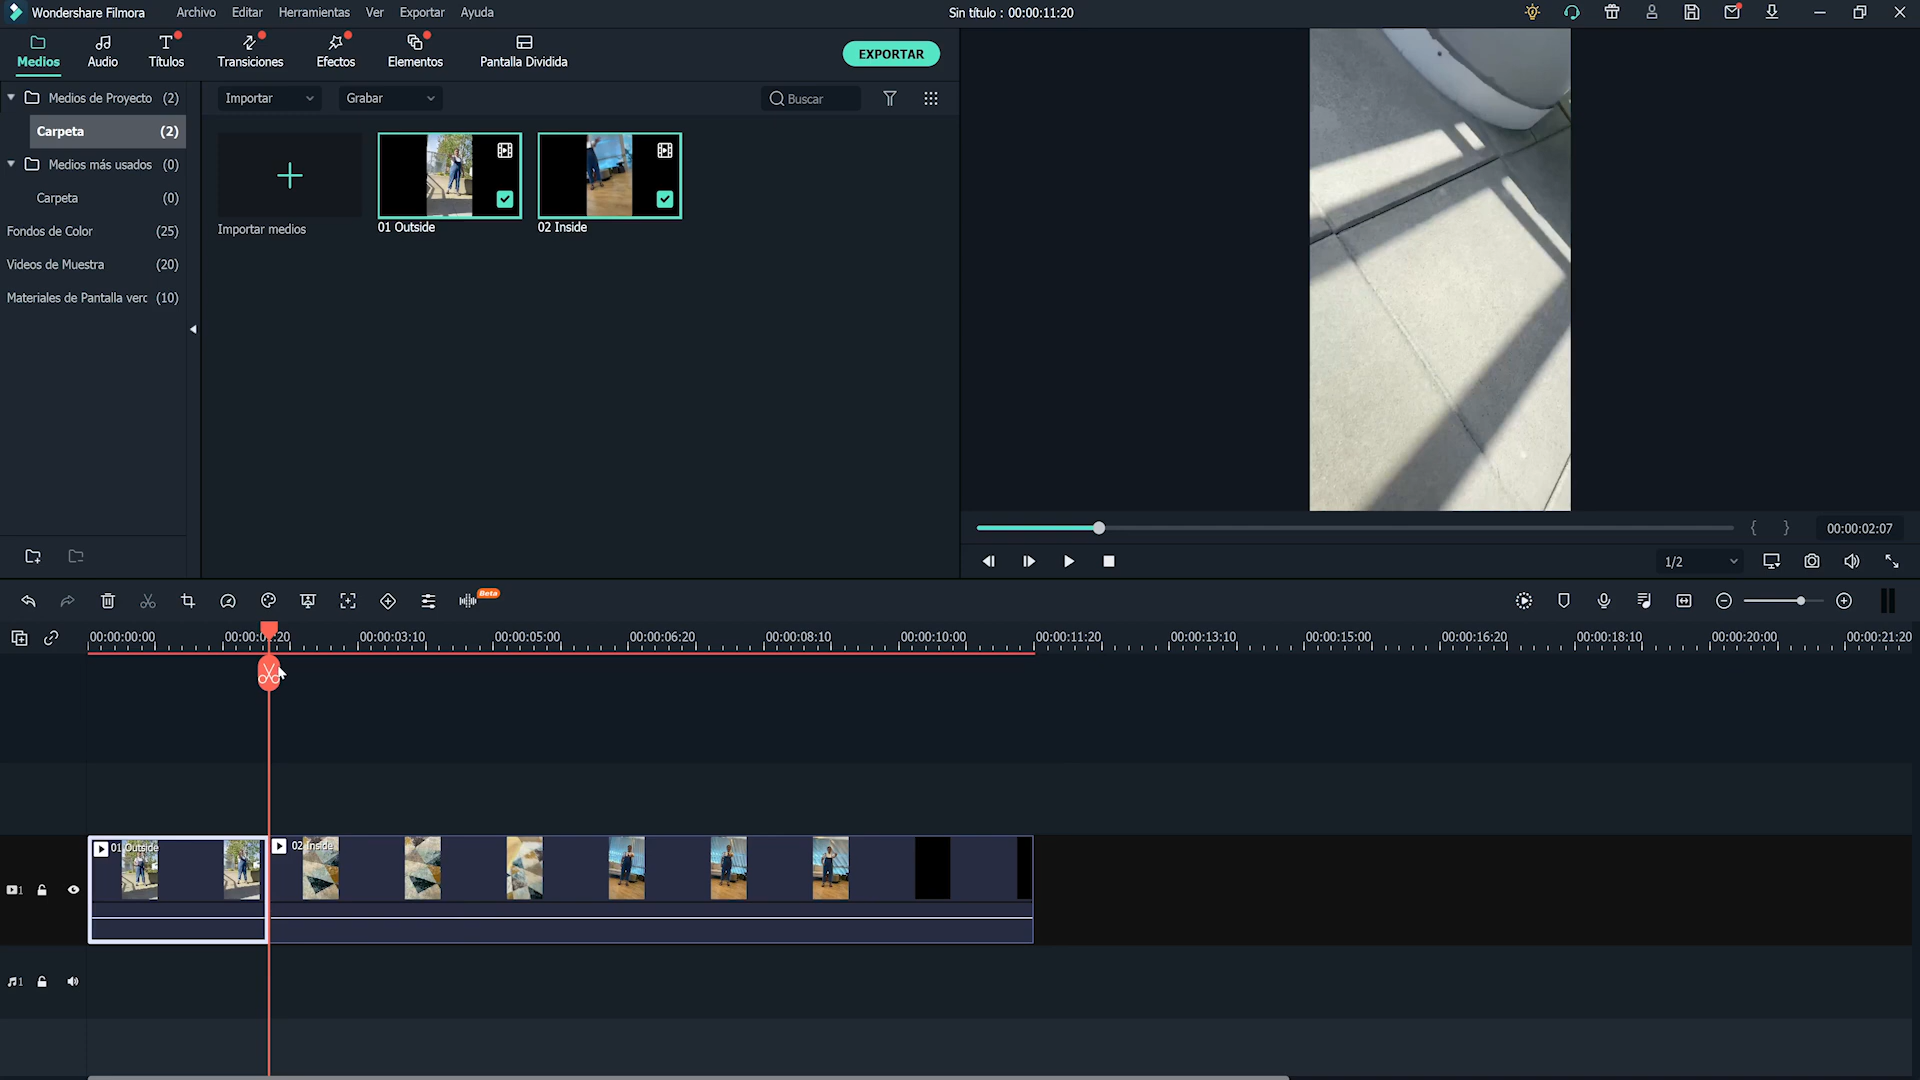 Wondershare Filmora Archivo Editar Herramientas Ver Exportar Ayuda Sin título : 00:00:11:20
Medios Audio Títulos Transiciones Efectos Elementos Pantalla Dividida EXPORTAR
Medios de Proyecto (2) Importar Grabar Buscar
Carpeta (2)
Medios más usados (0)
Carpeta (0)
Importar medios 01 Outside 02 Inside
Fondos de Color (25)
Videos de Muestra (20)
Materiales de Pantalla verc (10)
00:00:02:07
1/2
Beta
00:00:00:00 00:00:03:10 00:00:05:00 00:00:06:20 00:00:08:10 00:00:10:00 00:00:11:20 00:00:13:10 00:00:15:00 00:00:16:20 00:00:18:10 00:00:20:00 00:00:21:20
01 Outside 02 Inside
1
1